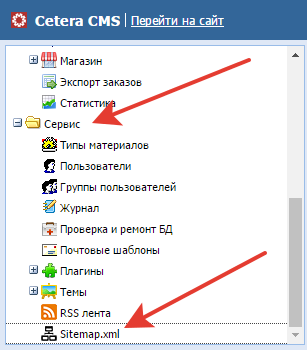 Cetera CMS | Перейти на сайт
Магазин
Экспорт заказов
Статистика
Сервис
Типы материалов
Пользователи
Группы пользователей
Журнал
Проверка и ремонт БД
Почтовые шаблоны
Плагины
Темы
RSS лента
Sitemap.xml